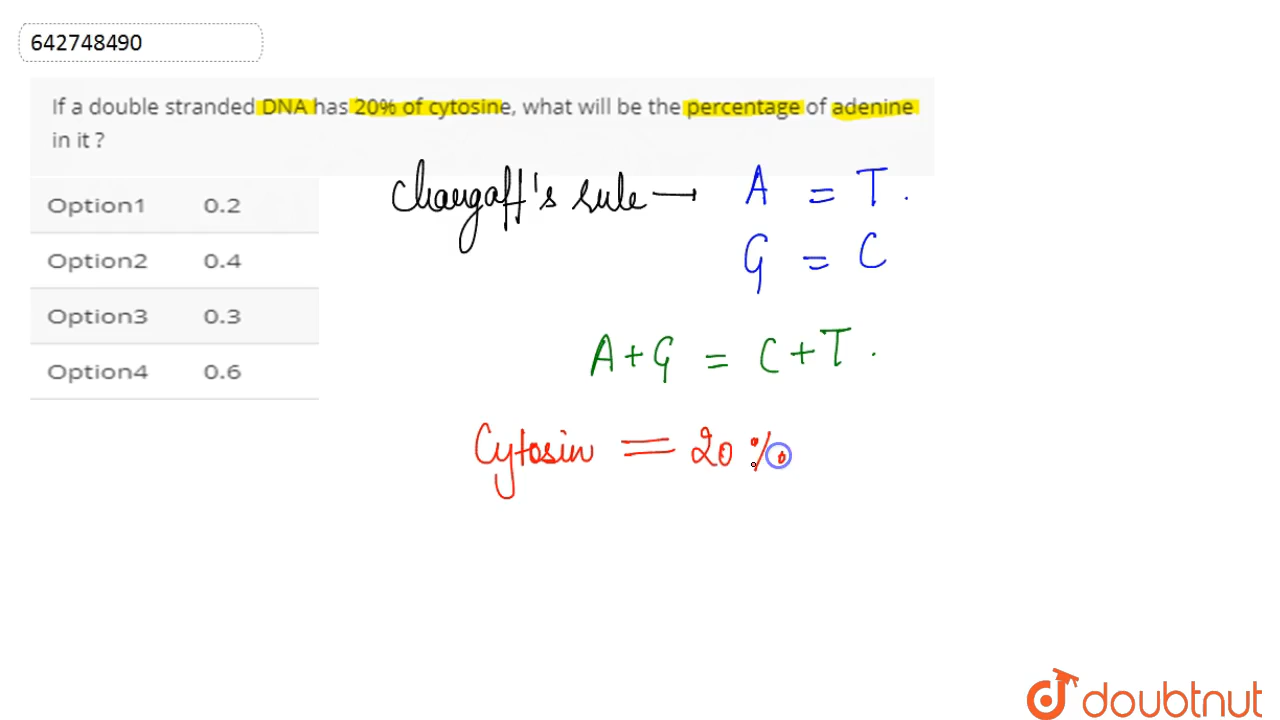 642748490
If a double stranded DNA has 20% of cytosine, what will be the percentage of adenine
in it ?
Option1 0.2
Option2 0.4
Option3 0.3
Option4 0.6
Chargaff's rule → A = T.
G = C
A + G = C + T.
Cytosin = 20%
doubtnut